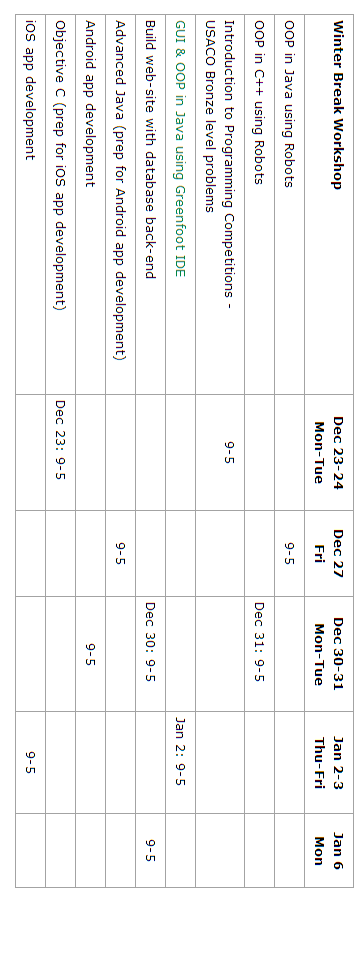 Winter Break Workshop Dec 23-24 Mon-Tue Dec 27 Fri Dec 30-31 Mon-Tue Jan 2-3 Thu-Fri Jan 6 Mon
OOP in Java using Robots 9-5
OOP in C++ using Robots Dec 31: 9-5
Introduction to Programming Competitions -
USACO Bronze level problems 9-5
GUI & OOP in Java using Greenfoot IDE Jan 2: 9-5
Build web-site with database back-end Dec 30: 9-5 9-5
Advanced Java (prep for Android app development) 9-5
Android app development 9-5
Objective C (prep for iOS app development) Dec 23: 9-5
iOS app development 9-5